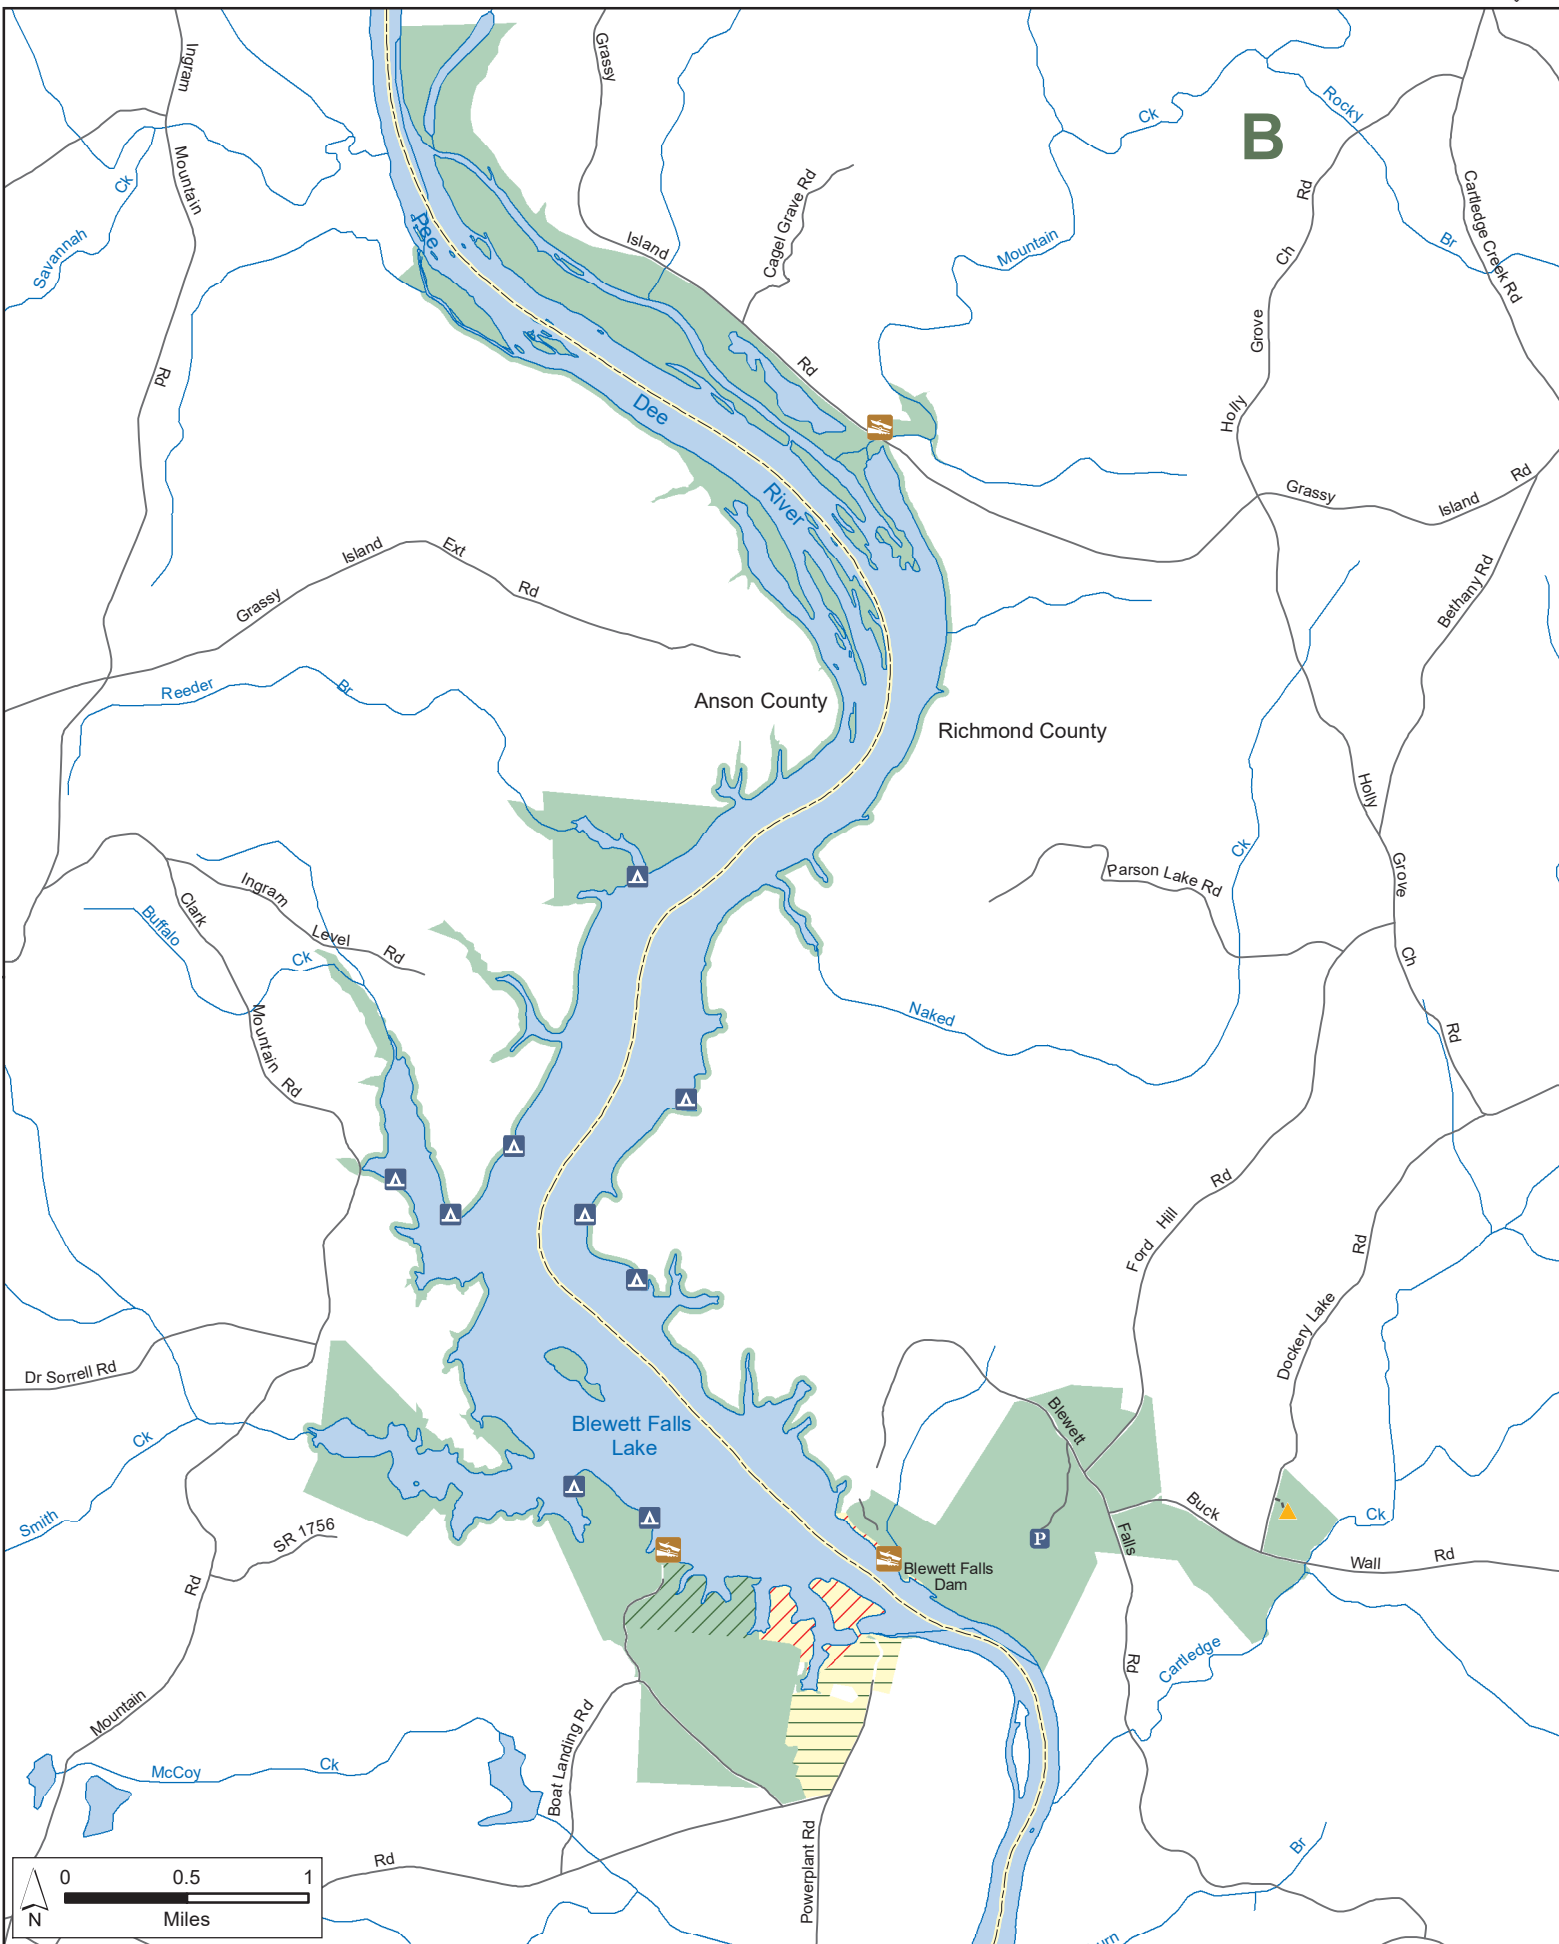 Ingram
Grassy
Rocky
Ck
B
Mountain
Ck
Savannah
Pee
Island
Cagel Grave Rd
Mountain
Rd
Ch
Cartledge Creek Rd
Br
Rd
Rd
Grove
Dee
Holly
River
Grassy
Island
Rd
Grassy
Island
Ext
Rd
Bethany Rd
Reeder
Br
Anson County
Richmond County
Holly
Ck
Parson Lake Rd
Grove
Ingram
Clark
Buffalo
Level
Rd
Ck
Ch
Naked
Mountain
Rd
Rd
Rd
Hill
Ford
Rd
Dockery Lake
Dr Sorrell Rd
Blewett Falls
Lake
Blewett
Ck
Smith
SR 1756
Buck
Ck
P
Falls
Wall
Rd
Blewett Falls
Dam
Rd
Rd
Cartledge
Mountain
Boat Landing Rd
McCoy
Ck
Powerplant Rd
Br
Rd
0 0.5 1
Miles
N
urn